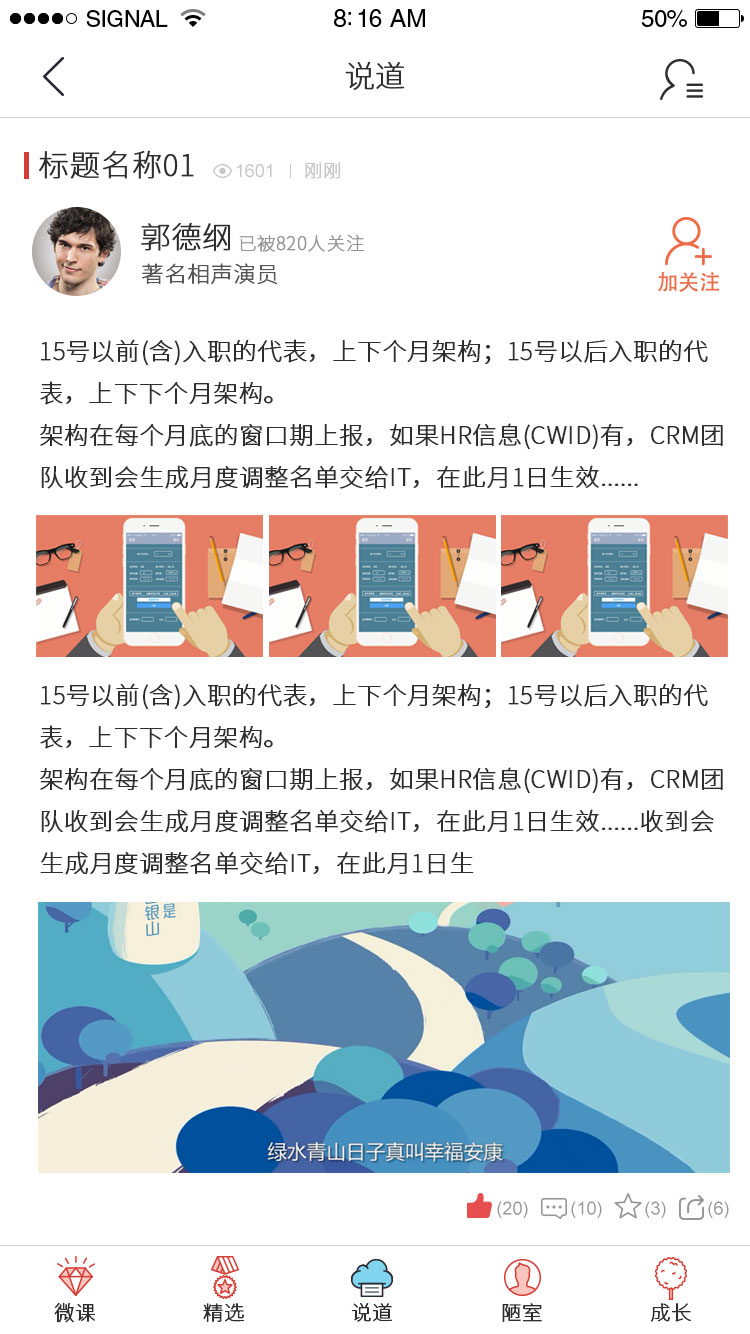 SIGNAL 8:16 AM 50%
说道
标题名称01 1601 | 刚刚
郭德纲 已被820人关注
著名相声演员
加关注
15号以前(含)入职的代表，上下个月架构；15号以后入职的代
表，上下下个月架构。
架构在每个月底的窗口期上报，如果HR信息(CWID)有，CRM团
队收到会生成月度调整名单交给IT，在此月1日生效......
15号以前(含)入职的代表，上下个月架构；15号以后入职的代
表，上下下个月架构。
架构在每个月底的窗口期上报，如果HR信息(CWID)有，CRM团
队收到会生成月度调整名单交给IT，在此月1日生效......收到会
生成月度调整名单交给IT，在此月1日生
是
银山
绿水青山日子真叫幸福安康
(20) (10) (3) (6)
微课 精选 说道 陋室 成长